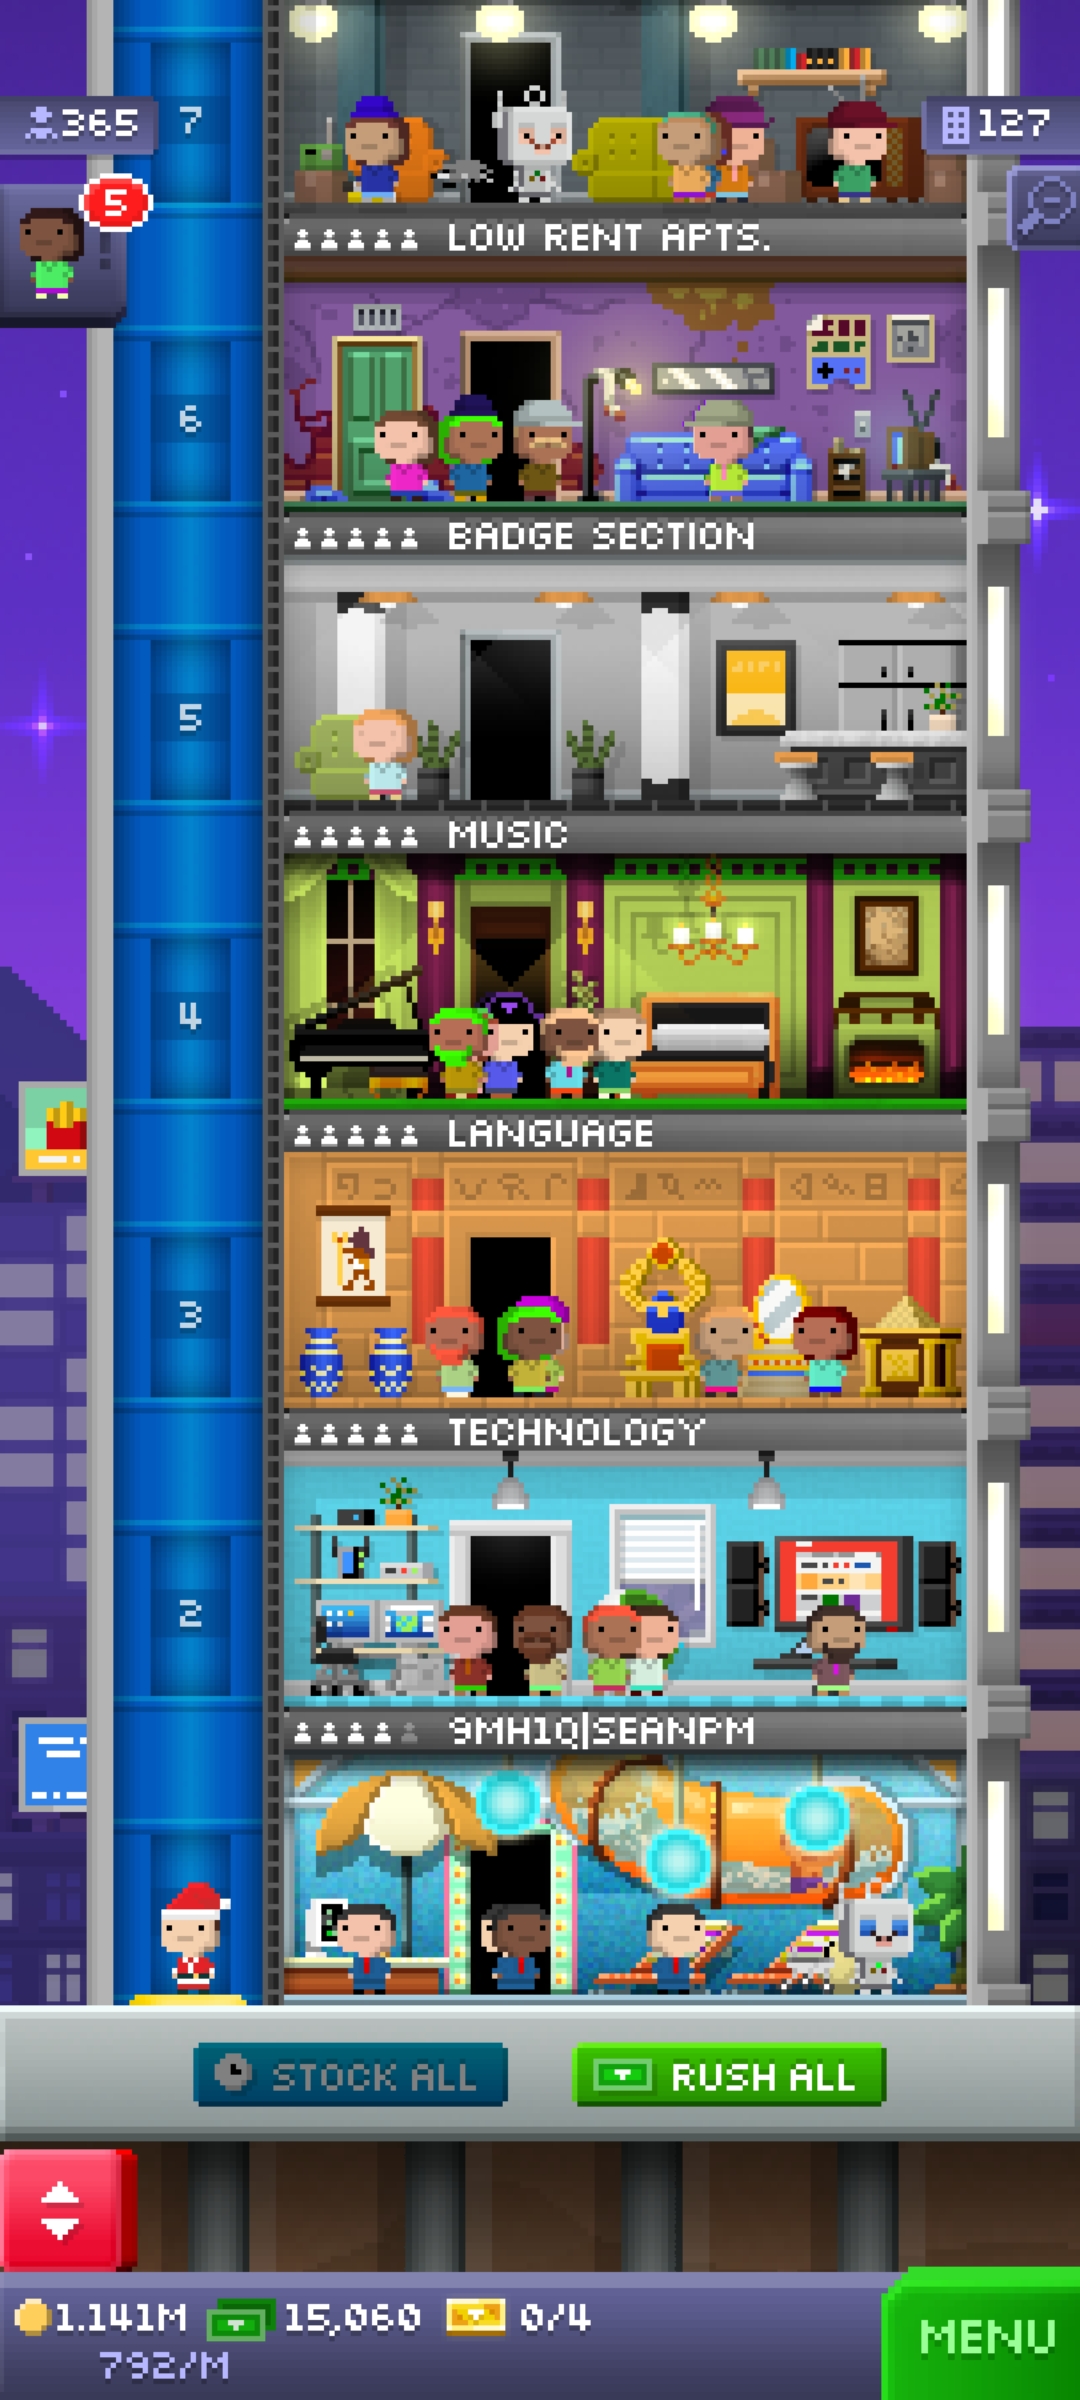 365
7
127
5
LOW RENT APTS.
6
BADGE SECTION
5
MUSIC
4
LANGUAGE
3
TECHNOLOGY
2
9MH1Q|SEANPM
STOCK ALL
RUSH ALL
1.141M
15,060
0/4
792/M
MENU